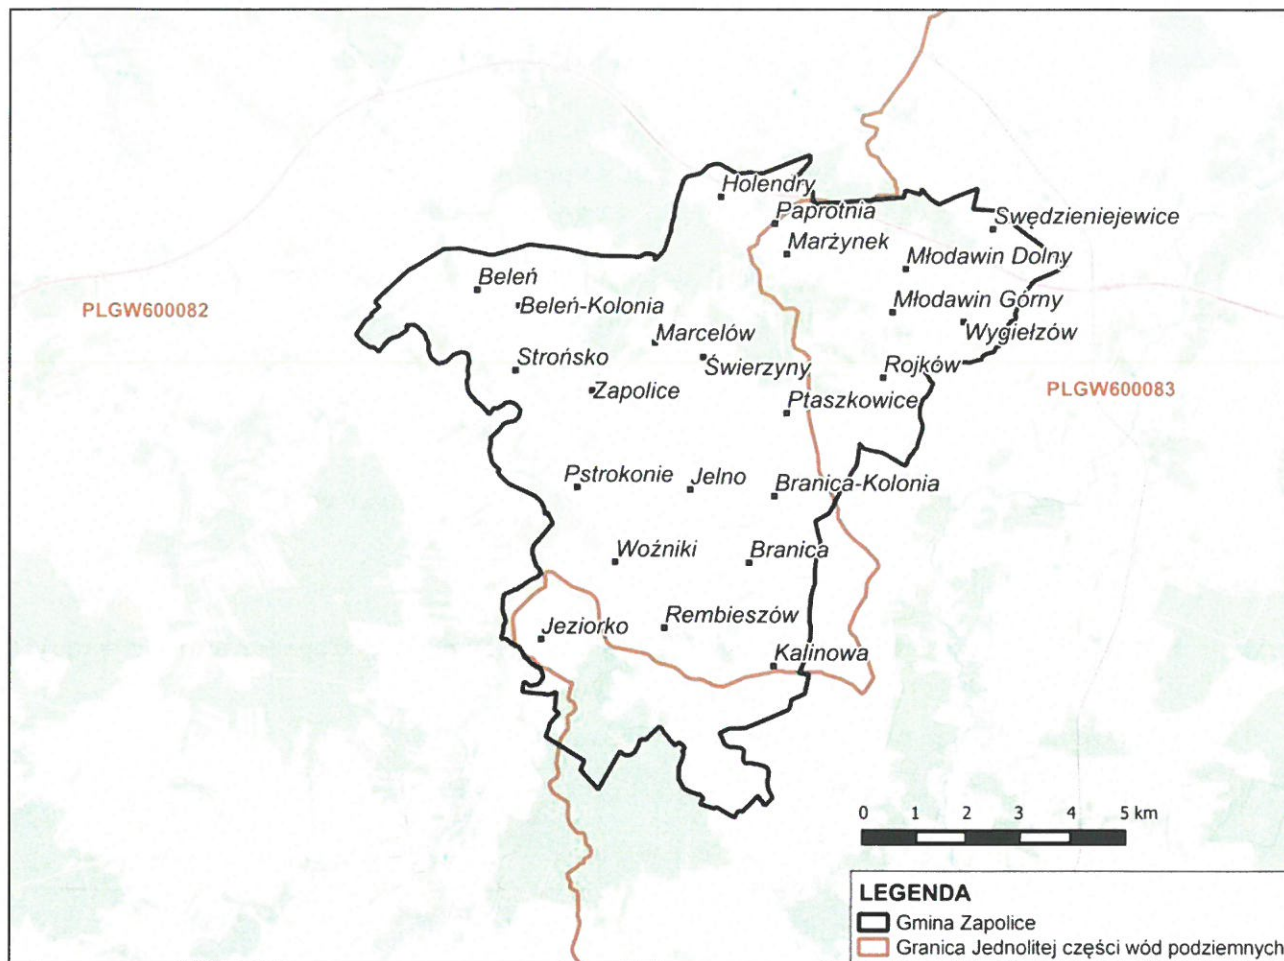 Holendry
Paprotnia
Swędzieniejewice
Marżynek
Młodawin Dolny
Beleń
Beleń-Kolonia
PLGW600082
Młodawin Górny
Wygiełzów
Marcelów
Świerzyny
Strońsko
Rojków
Zapolice
PLGW600083
Ptaszkowice
Pstrokonie
Jelno
Branica-Kolonia
Woźniki
Branica
Jeziorko
Rembieszów
Kalinowa
0 1 2 3 4 5 km
LEGENDA
Gmina Zapolice
Granica Jednolitej części wód podziemnych